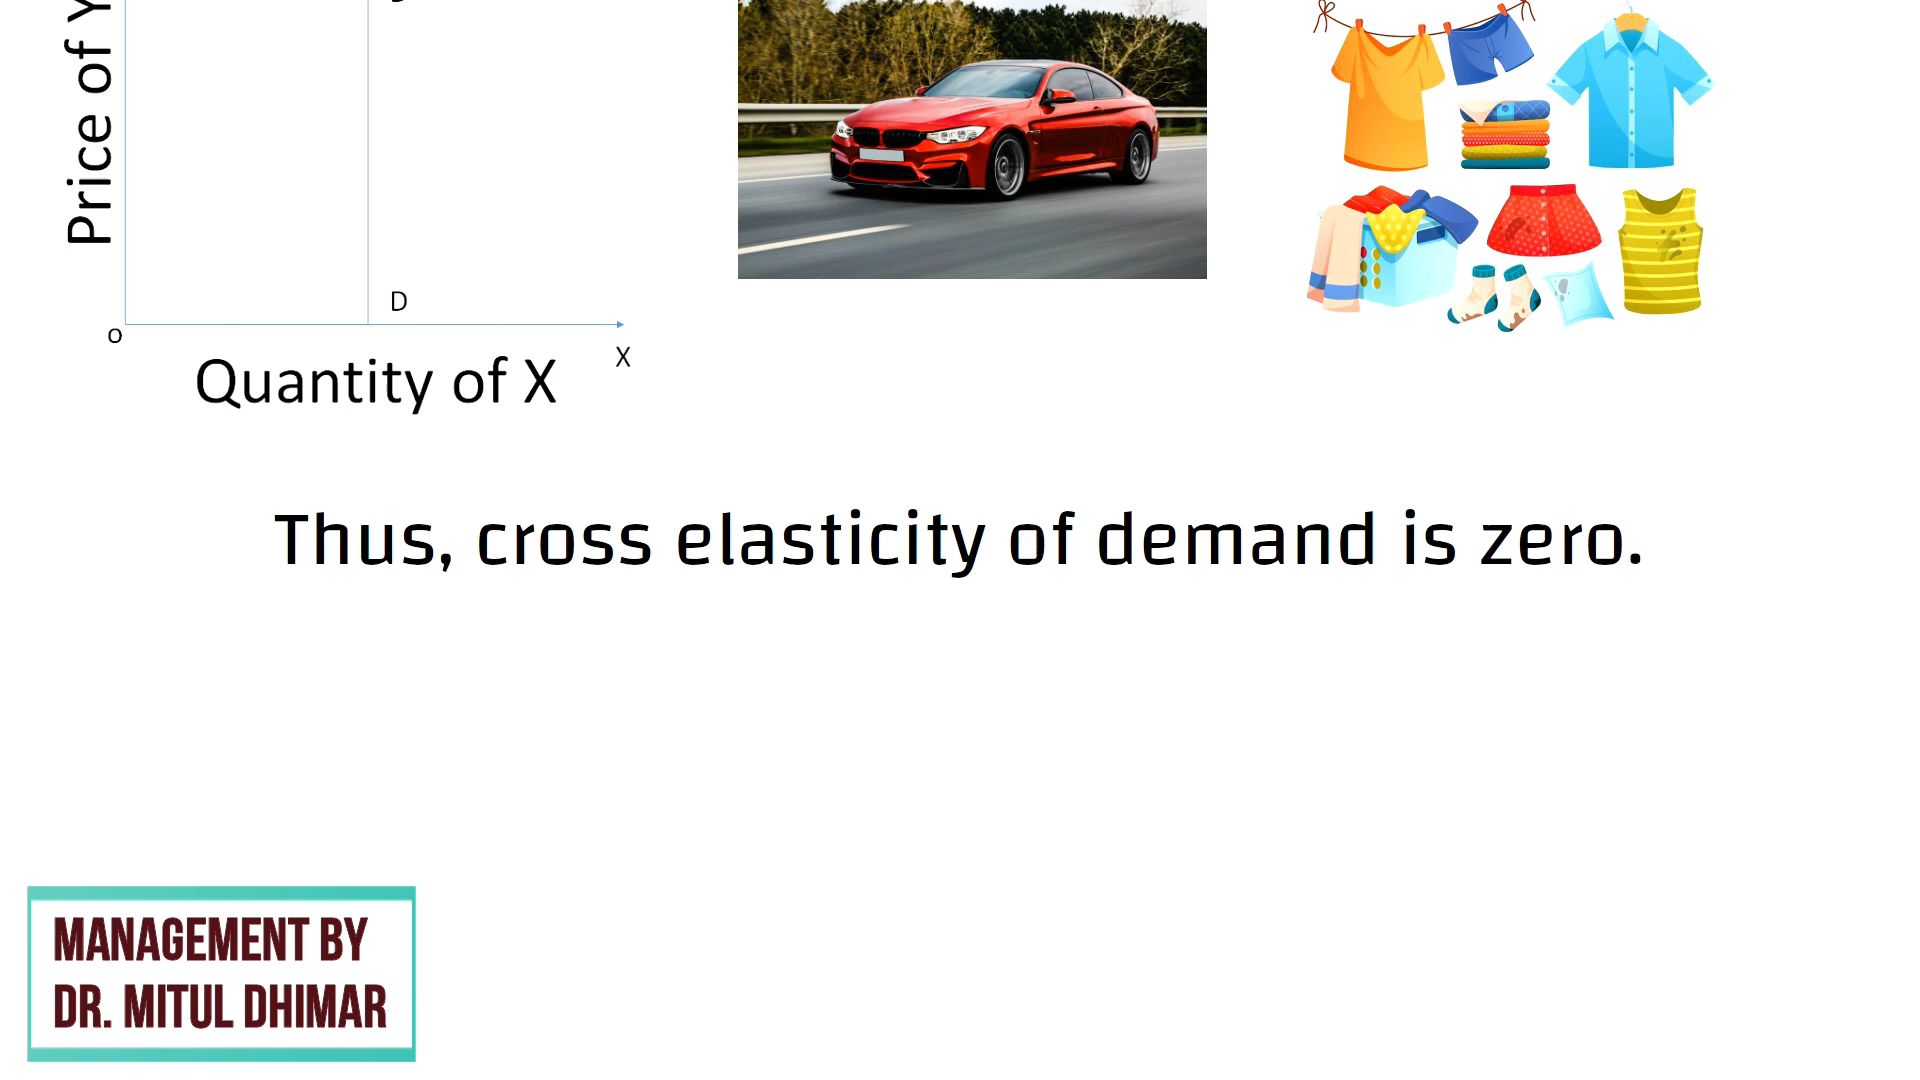 Price of Y
D
O
X
Quantity of X
Thus, cross elasticity of demand is zero.
MANAGEMENT BY
DR. MITUL DHIMAR